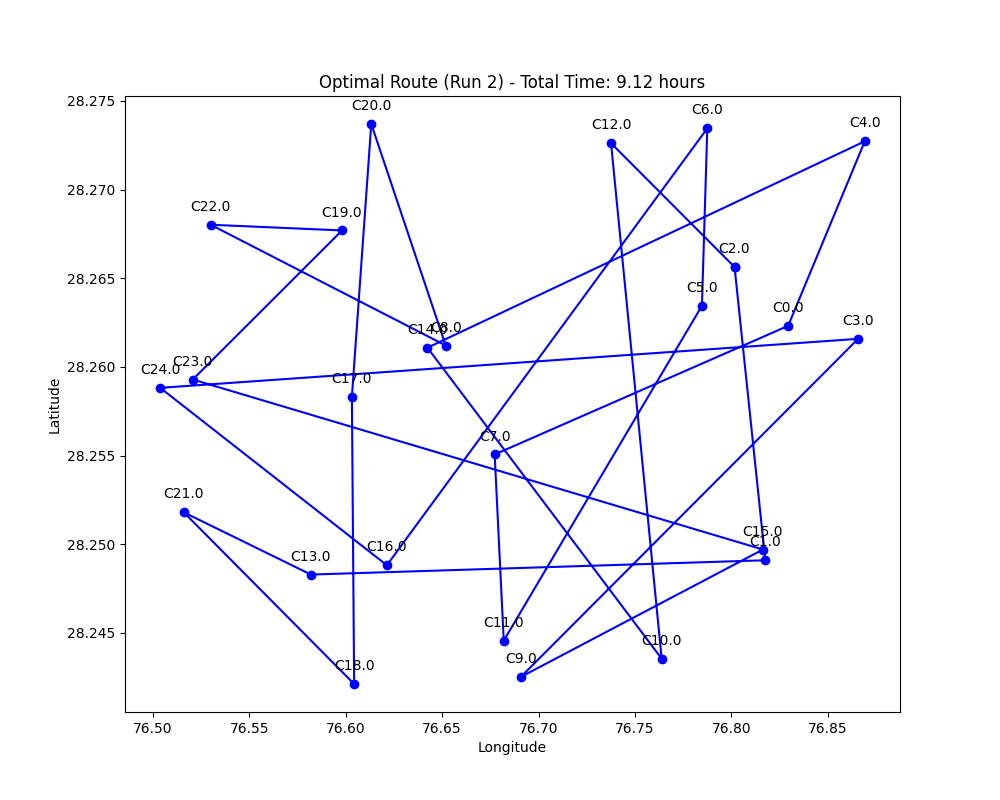 Optimal Route (Run 2) - Total Time: 9.12 hours
28.275
28.270
28.265
28.260
28.255
28.250
28.245
Latitude
C20.0
C12.0
C6.0
C4.0
C22.0
C19.0
C2.0
C5.0
C0.0
C3.0
C14.0
C8.0
C24.0
C23.0
C17.0
C7.0
C21.0
C13.0
C16.0
C15.0
C1.0
C11.0
C10.0
C9.0
C18.0
76.50 76.55 76.60 76.65 76.70 76.75 76.80 76.85
Longitude